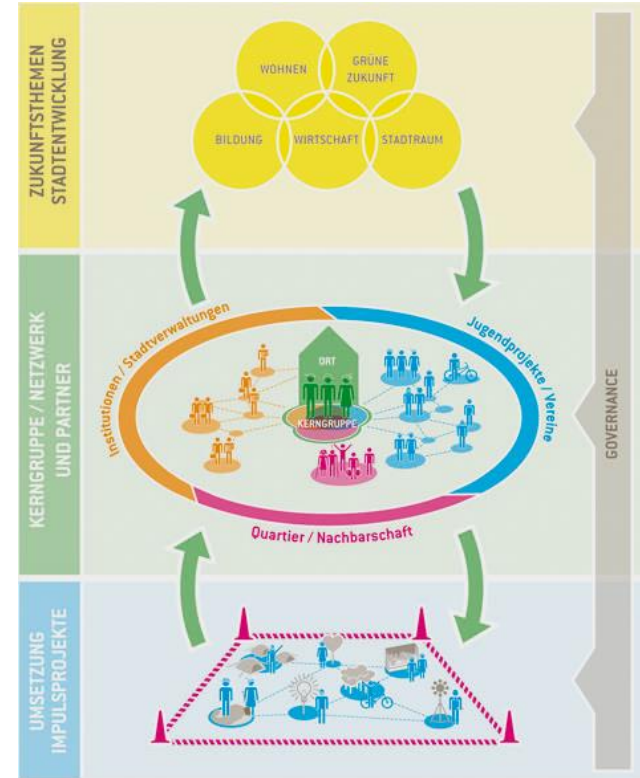 ZUKUNFTSTHEMEN
STADTENTWICKLUNG
WOHNEN
GRÜNE
ZUKUNFT
BILDUNG
WIRTSCHAFT
STADTRAUM
KERNGRUPPE / NETZWERK
UND PARTNER
Institutionen / Stadtverwaltungen
Jugendprojekte / Vereine
ORT
KERNGRUPPE
Quartier / Nachbarschaft
GOVERNANCE
UMSETZUNG
IMPULSPROJEKTE